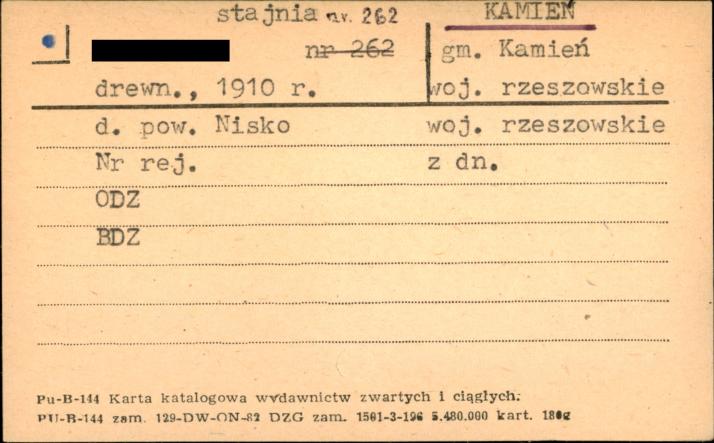 stajnia nr. 262 KAMIEŃ
nr 262 gm. Kamień
drewn., 1910 r. woj. rzeszowskie
d. pow. Nisko woj. rzeszowskie
Nr rej. z dn.
ODZ
BDZ
Pu-B-144 Karta katalogowa wydawnictw zwartych i ciągłych.
PU-B-144 zam. 129-DW-ON-82 DZG zam. 1501-3-196 5.480.000 kart. 180g